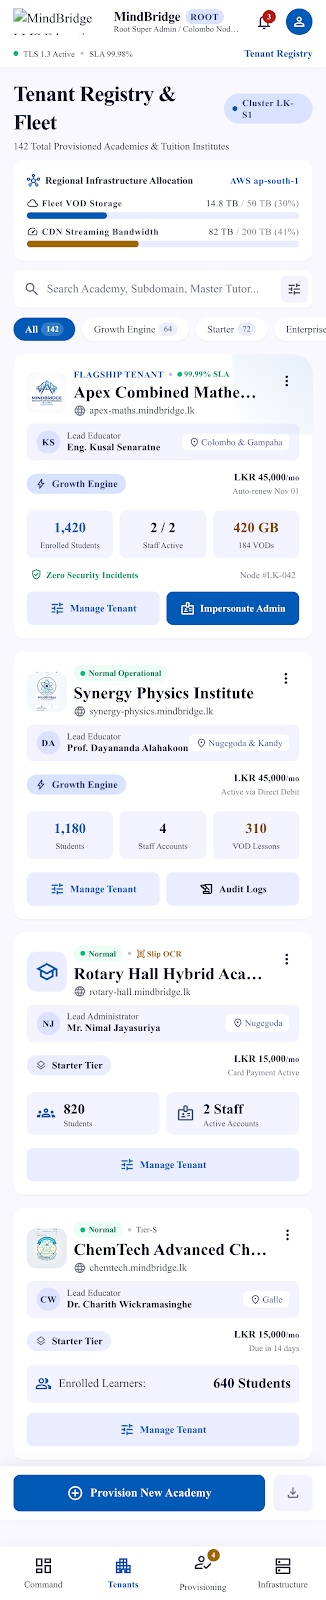 MindBridge
MindBridge ROOT
Root Super Admin / Colombo Nod...
3
TLS 1.3 Active • SLA 99.98%
Tenant Registry
Tenant Registry & Fleet
Cluster LK-S1
142 Total Provisioned Academies & Tuition Institutes
Regional Infrastructure Allocation
AWS ap-south-1
Fleet VOD Storage
14.8 TB / 50 TB (30%)
CDN Streaming Bandwidth
82 TB / 200 TB (41%)
Search Academy, Subdomain, Master Tutor...
All 142
Growth Engine 64
Starter 72
Enterprise
FLAGSHIP TENANT • 99.99% SLA
Apex Combined Mathe...
apex-maths.mindbridge.lk
MINDBRIDGE
KS
Lead Educator
Eng. Kusal Senaratne
Colombo & Gampaha
Growth Engine
LKR 45,000/mo
Auto-renew Nov 01
1,420
Enrolled Students
2 / 2
Staff Active
420 GB
184 VODs
Zero Security Incidents
Node #LK-042
Manage Tenant
Impersonate Admin
Normal Operational
Synergy Physics Institute
synergy-physics.mindbridge.lk
DA
Lead Educator
Prof. Dayananda Alahakoon
Nugegoda & Kandy
Growth Engine
LKR 45,000/mo
Active via Direct Debit
1,180
Students
4
Staff Accounts
310
VOD Lessons
Manage Tenant
Audit Logs
Normal • Slip OCR
Rotary Hall Hybrid Aca...
rotary-hall.mindbridge.lk
NJ
Lead Administrator
Mr. Nimal Jayasuriya
Nugegoda
Starter Tier
LKR 15,000/mo
Card Payment Active
820
Students
2 Staff
Active Accounts
Manage Tenant
Normal • Tier-S
ChemTech Advanced Ch...
chemtech.mindbridge.lk
CW
Lead Educator
Dr. Charith Wickramasinghe
Galle
Starter Tier
LKR 15,000/mo
Due in 14 days
Enrolled Learners:
640 Students
Manage Tenant
Provision New Academy
Command
Tenants
4
Provisioning
Infrastructure